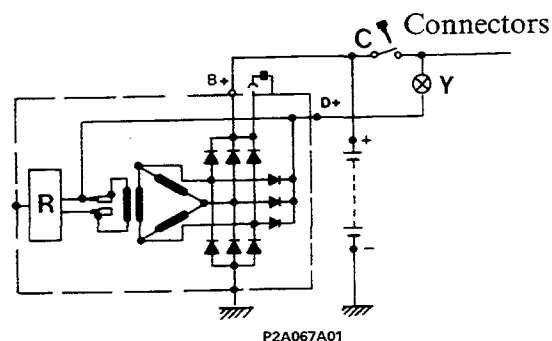 C Connectors
B+
Y
D+
+
R
-
P2A067A01